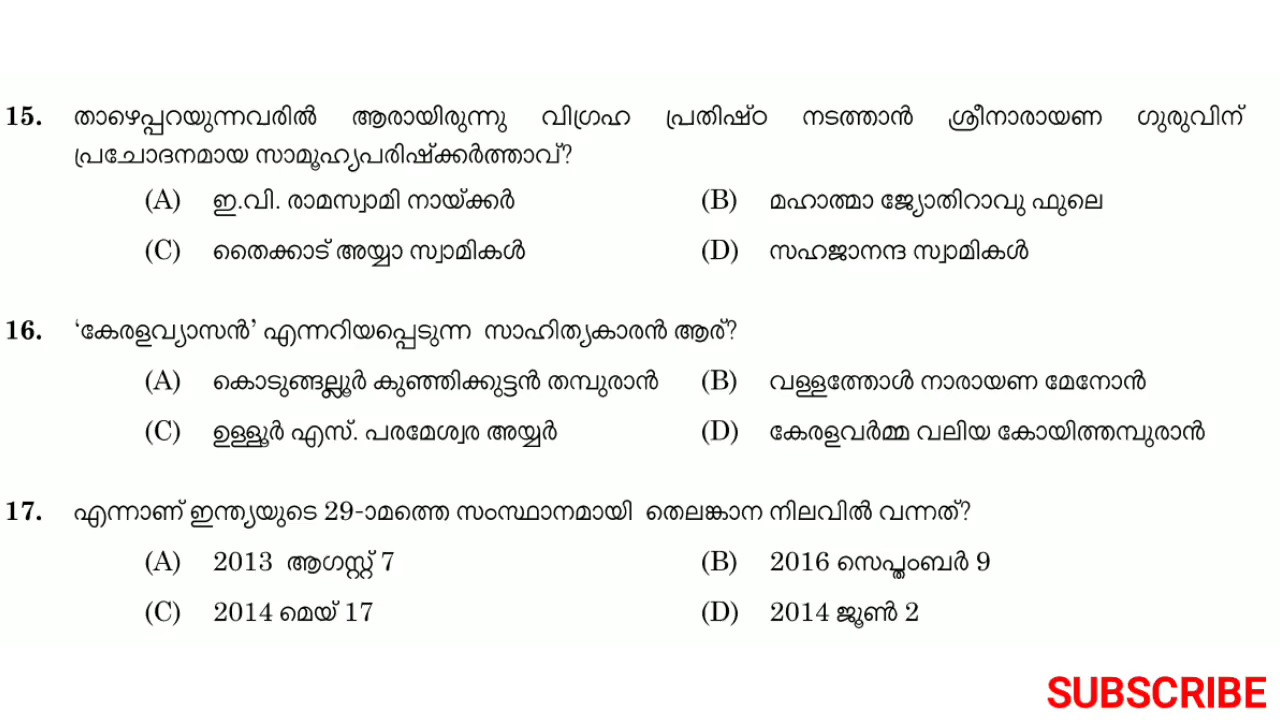 15. താഴെപ്പറയുന്നവരിൽ ആരായിരുന്നു വിഗ്രഹ പ്രതിഷ്ഠ നടത്താൻ ശ്രീനാരായണ ഗുരുവിന്
പ്രചോദനമായ സാമൂഹ്യപരിഷ്ക്കർത്താവ്?
(A) ഇ.വി. രാമസ്വാമി നായ്ക്കർ (B) മഹാത്മാ ജ്യോതിറാവു ഫുലെ
(C) തൈക്കാട് അയ്യാ സ്വാമികൾ (D) സഹജാനന്ദ സ്വാമികൾ
16. ‘കേരളവ്യാസൻ’ എന്നറിയപ്പെടുന്ന സാഹിത്യകാരൻ ആര്?
(A) കൊടുങ്ങല്ലൂർ കുഞ്ഞിക്കുട്ടൻ തമ്പുരാൻ (B) വള്ളത്തോൾ നാരായണ മേനോൻ
(C) ഉള്ളൂർ എസ്. പരമേശ്വര അയ്യർ (D) കേരളവർമ്മ വലിയ കോയിത്തമ്പുരാൻ
17. എന്നാണ് ഇന്ത്യയുടെ 29-ാമത്തെ സംസ്ഥാനമായി തെലങ്കാന നിലവിൽ വന്നത്?
(A) 2013 ആഗസ്റ്റ് 7 (B) 2016 സെപ്തംബർ 9
(C) 2014 മെയ് 17 (D) 2014 ജൂൺ 2
SUBSCRIBE